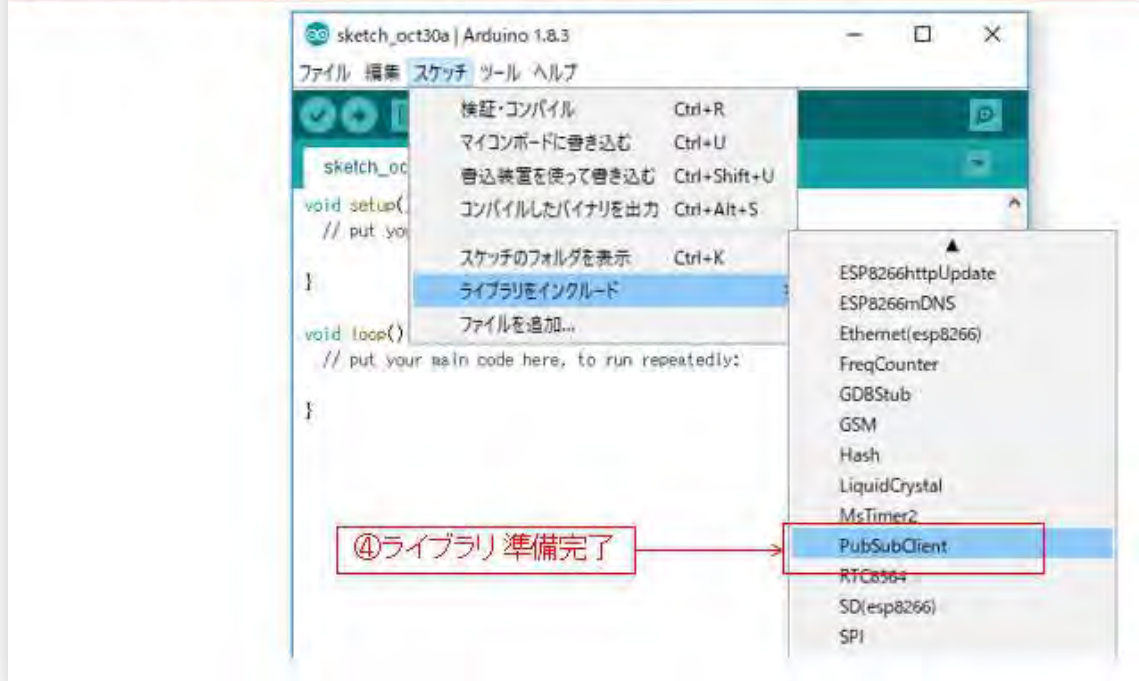 sketch_oct30a | Arduino 1.8.3
ファイル 編集 スケッチ ツール ヘルプ
検証・コンパイル Ctrl+R
マイコンボードに書き込む Ctrl+U
書込装置を使って書き込む Ctrl+Shift+U
コンパイルしたバイナリを出力 Ctrl+Alt+S
スケッチのフォルダを表示 Ctrl+K
ライブラリをインクルード
ファイルを追加...
sketch_oc
void setup(
// put you
}
void loop()
// put your main code here, to run repeatedly:
}
▲
ESP8266httpUpdate
ESP8266mDNS
Ethernet(esp8266)
FreqCounter
GDBStub
GSM
Hash
LiquidCrystal
MsTimer2
PubSubClient
RTC8564
SD(esp8266)
SPI
④ライブラリ準備完了